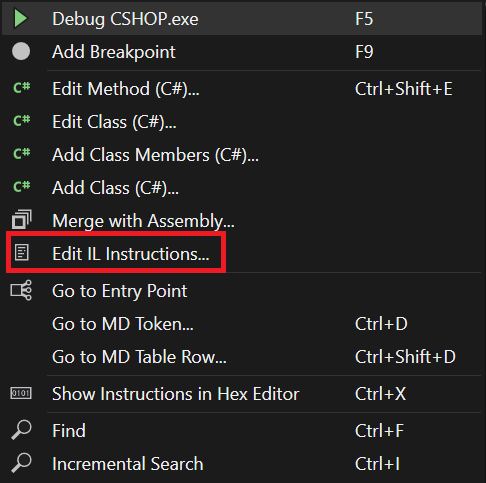 Debug CSHOP.exe F5
Add Breakpoint F9
C# Edit Method (C#)... Ctrl+Shift+E
C# Edit Class (C#)...
C# Add Class Members (C#)...
C# Add Class (C#)...
Merge with Assembly...
Edit IL Instructions...
Go to Entry Point
Go to MD Token... Ctrl+D
Go to MD Table Row... Ctrl+Shift+D
0101 Show Instructions in Hex Editor Ctrl+X
Find Ctrl+F
Incremental Search Ctrl+I